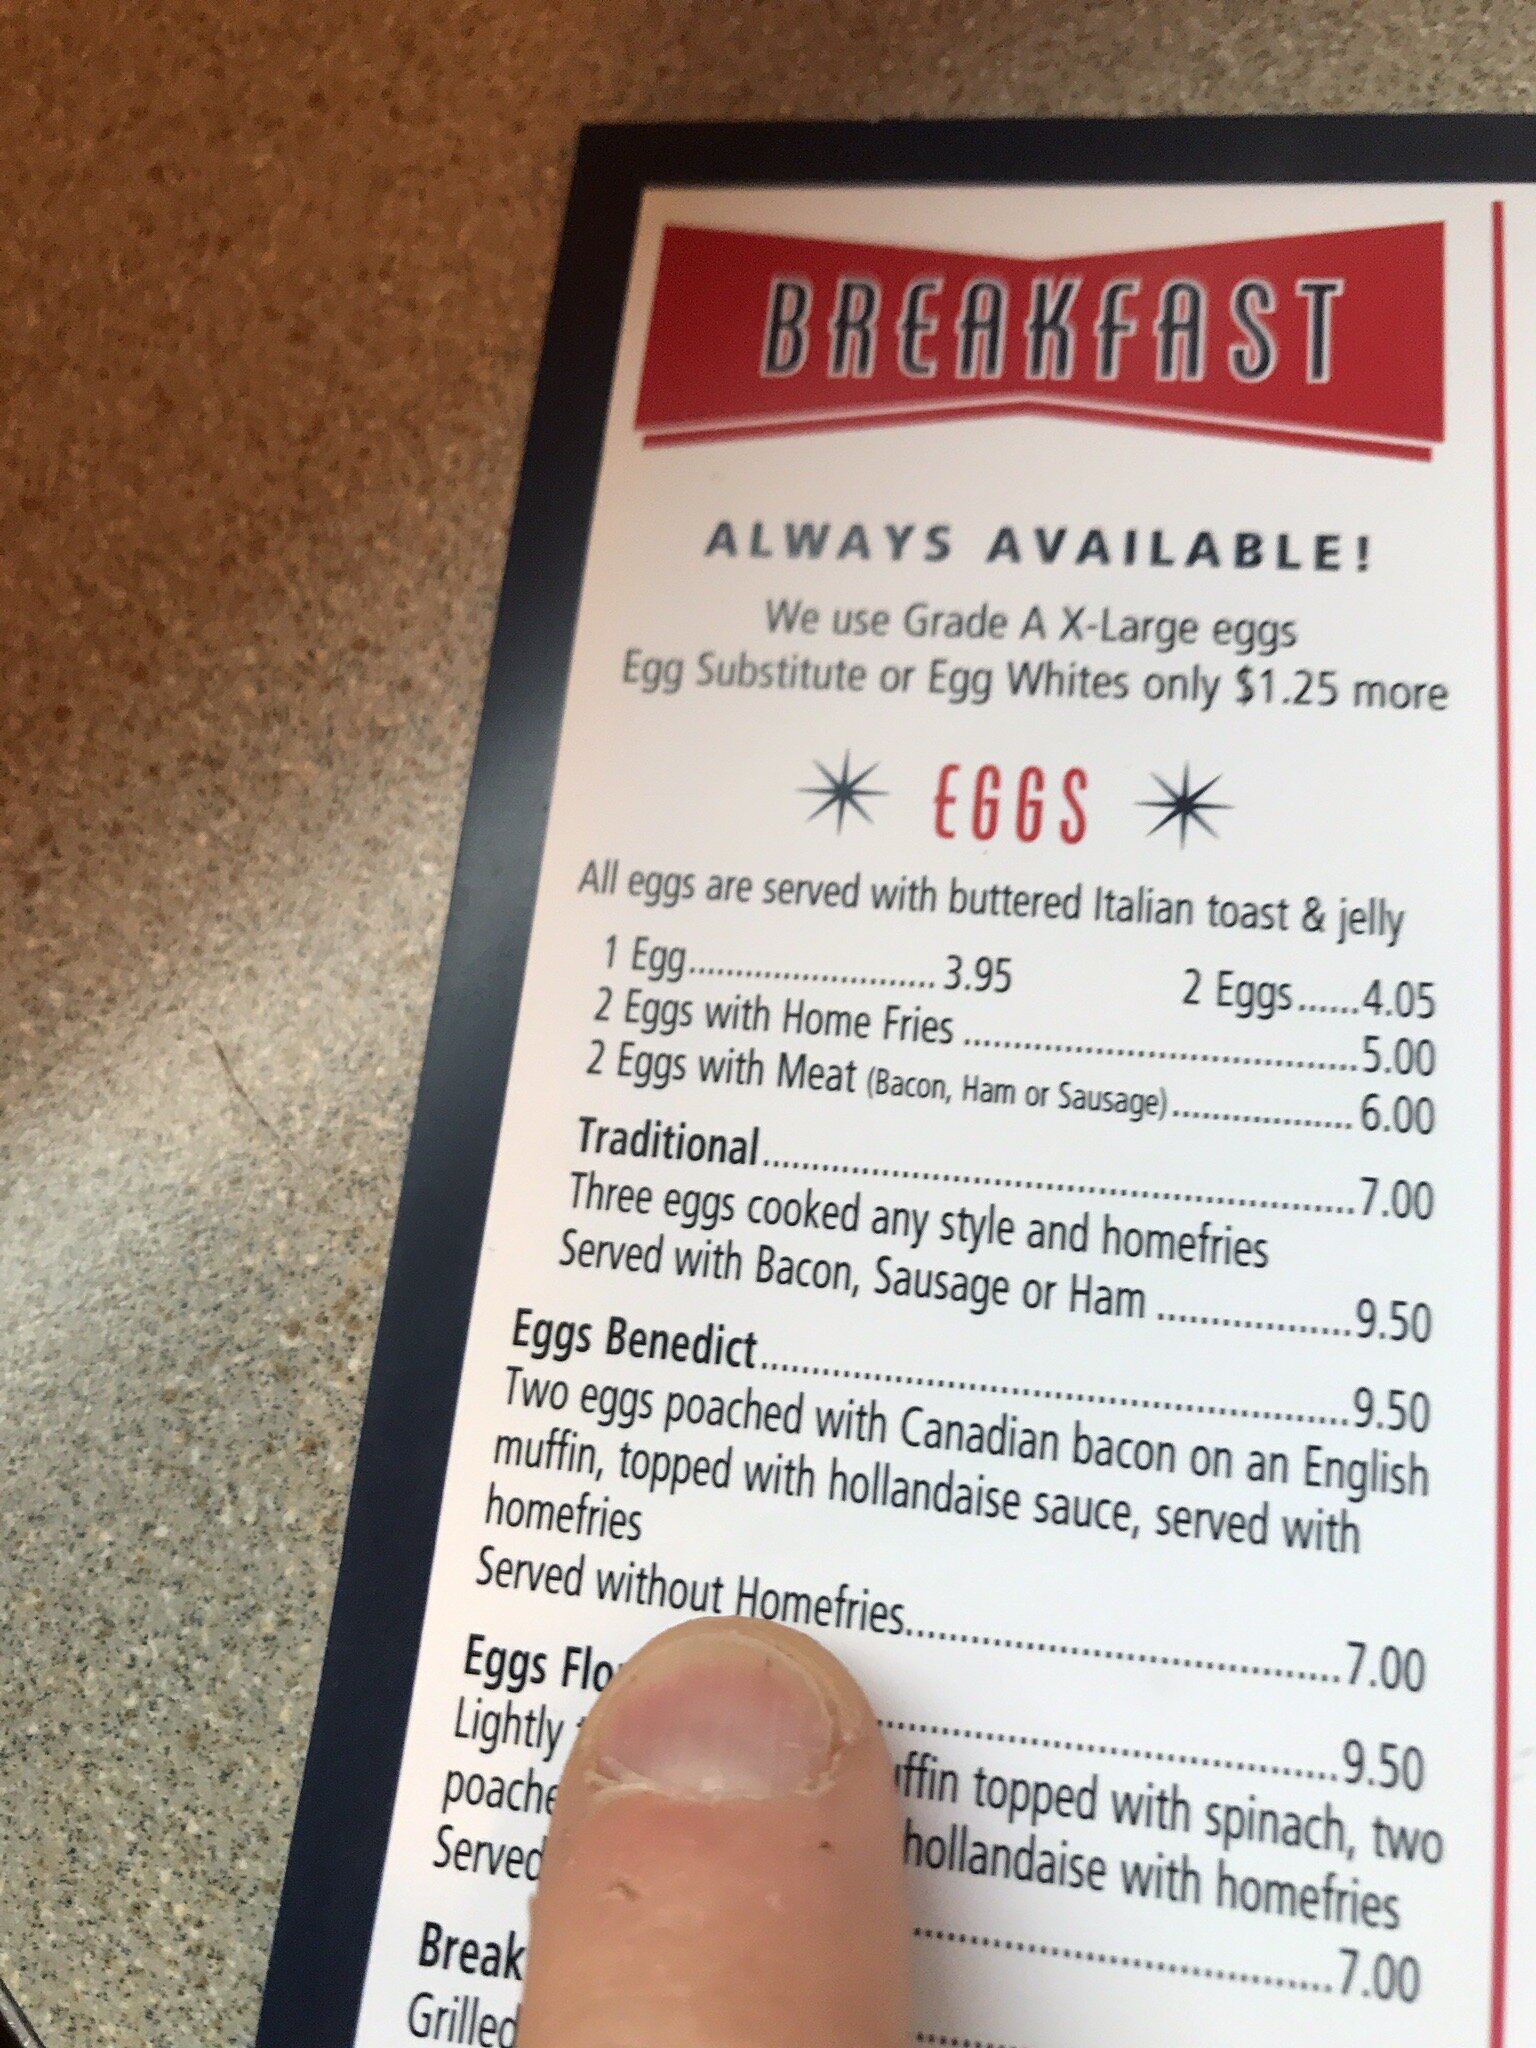 BREAKFAST
ALWAYS AVAILABLE!
We use Grade A X-Large eggs
Egg Substitute or Egg Whites only $1.25 more
EGGS
All eggs are served with buttered Italian toast & jelly
1 Egg.......................... 3.95 2 Eggs......4.05
2 Eggs with Home Fries .......................................5.00
2 Eggs with Meat (Bacon, Ham or Sausage)................... 6.00
Traditional...............................................................7.00
Three eggs cooked any style and homefries
Served with Bacon, Sausage or Ham ....................9.50
Eggs Benedict..............................................................9.50
Two eggs poached with Canadian bacon on an English
muffin, topped with hollandaise sauce, served with
homefries
Served without Homefries.............................................7.00
Eggs ...............................................9.50
Lightly topped with spinach, two
hollandaise with homefries
Served ..........................................7.00
Grilled